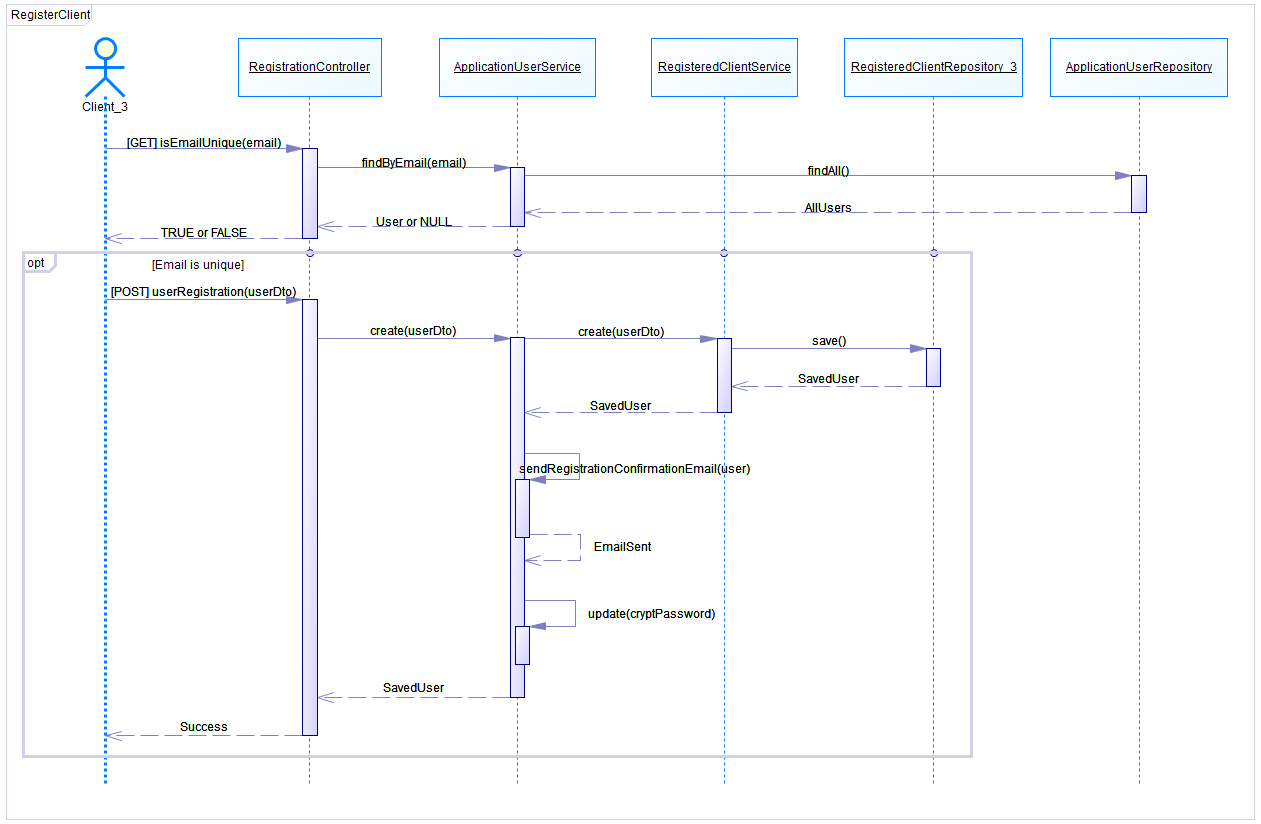 RegisterClient
Client_3
RegistrationController
ApplicationUserService
RegisteredClientService
RegisteredClientRepository_3
ApplicationUserRepository
[GET] isEmailUnique(email)
findByEmail(email)
findAll()
AllUsers
User or NULL
TRUE or FALSE
opt
[Email is unique]
[POST] userRegistration(userDto)
create(userDto)
create(userDto)
save()
SavedUser
SavedUser
sendRegistrationConfirmationEmail(user)
EmailSent
update(cryptPassword)
SavedUser
Success